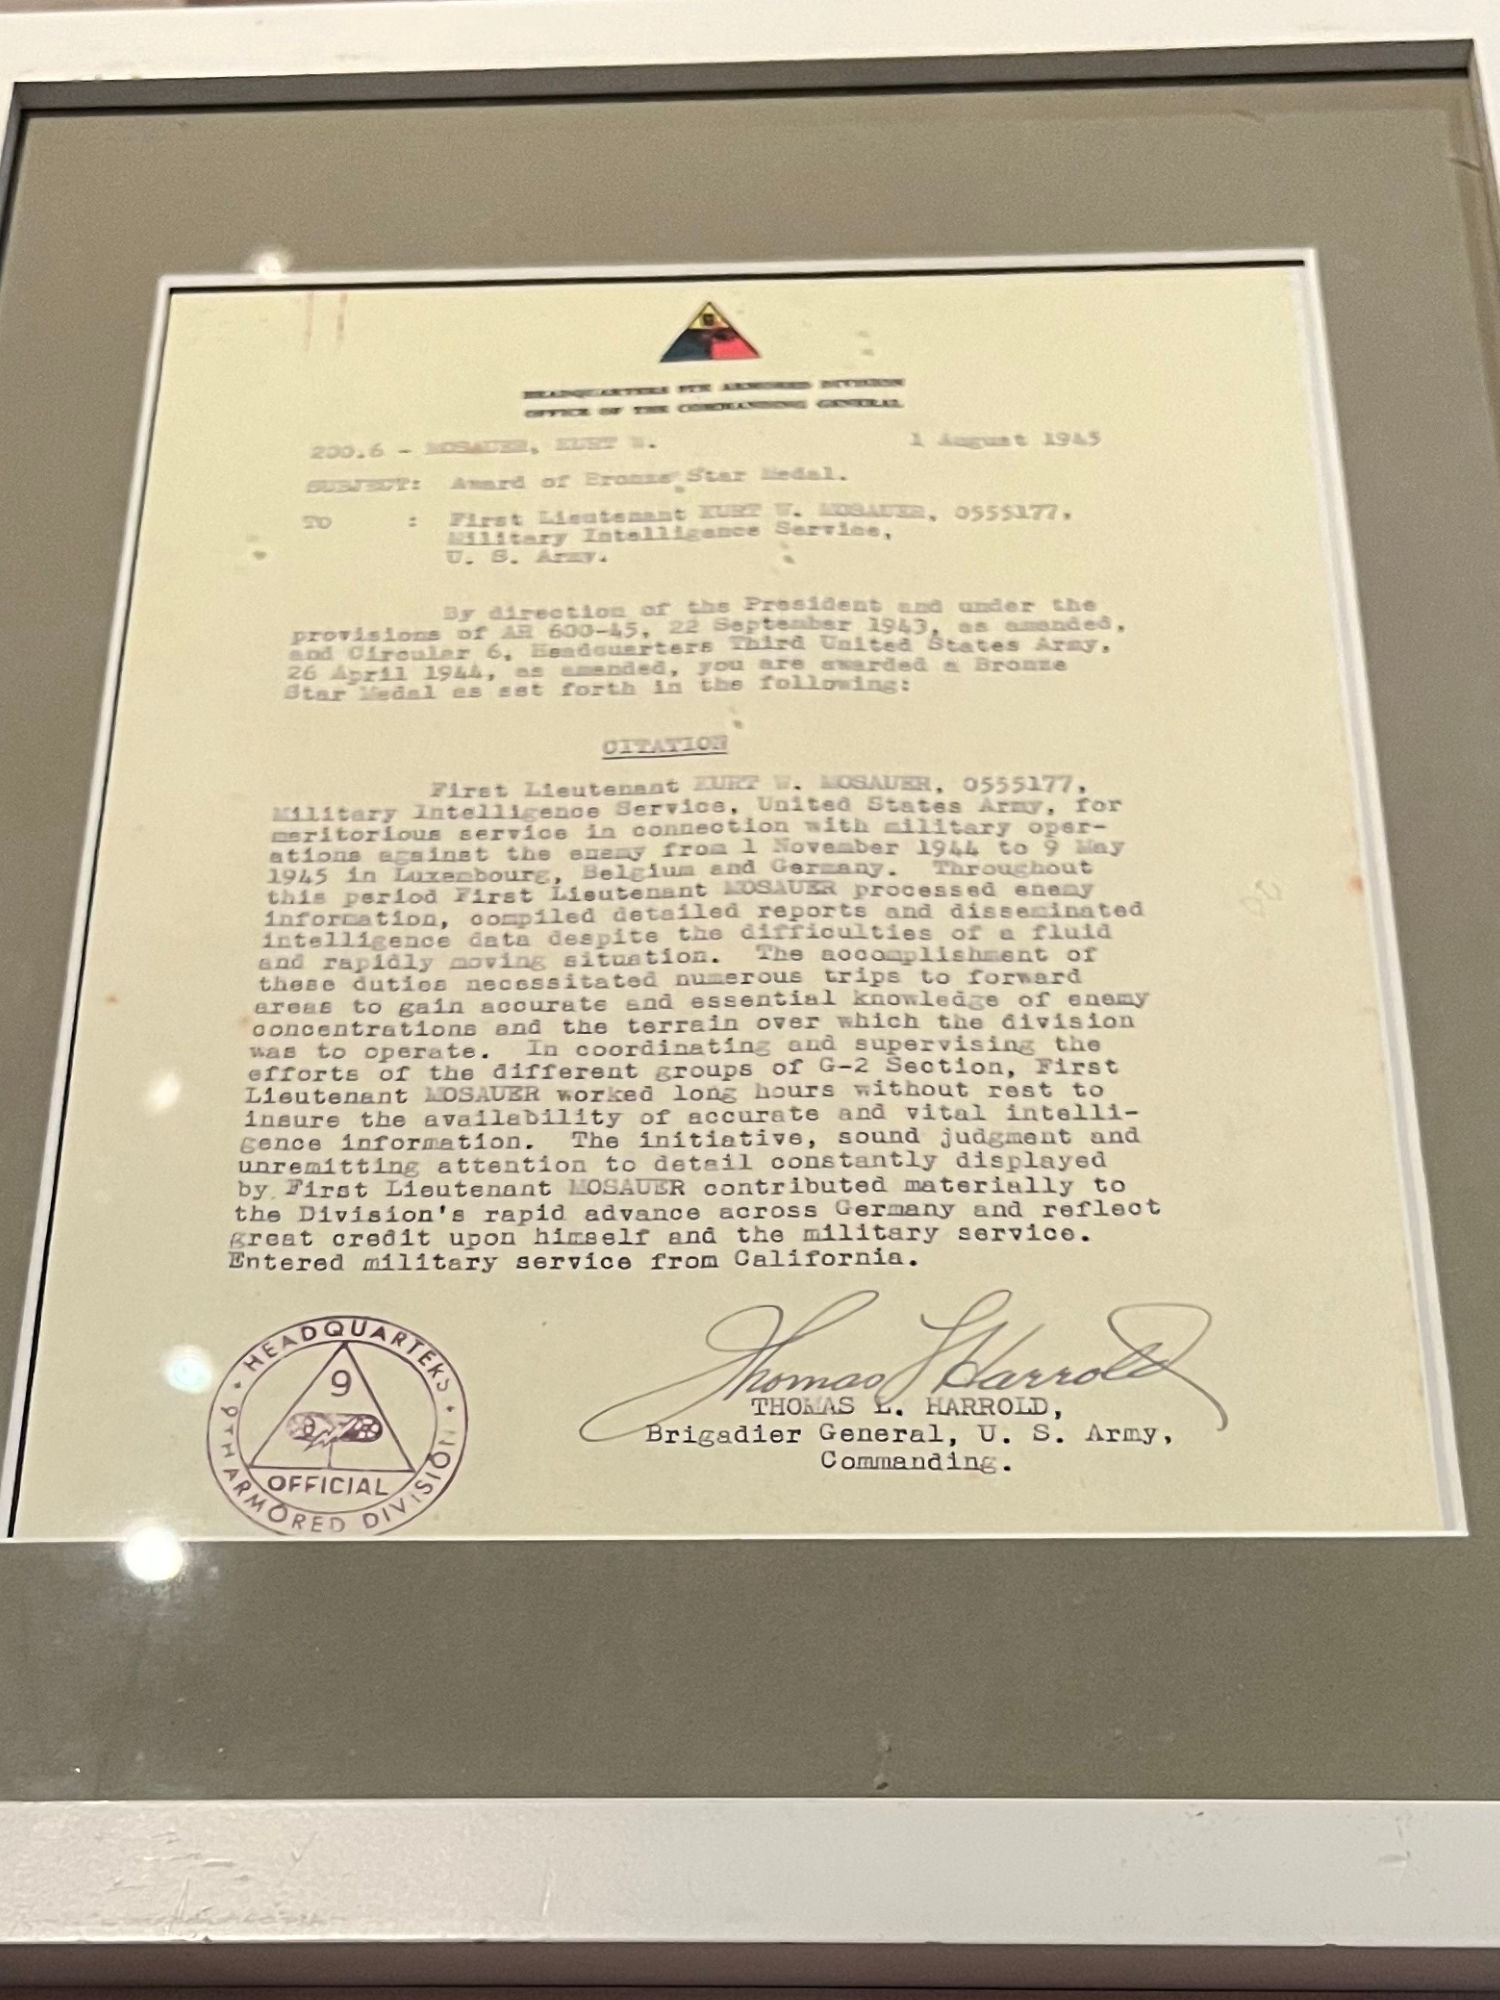 9
HEADQUARTERS 9TH ARMORED DIVISION
OFFICE OF THE COMMANDING GENERAL
200.6 - MOSAUER, KURT W. 1 August 1945
SUBJECT: Award of Bronze Star Medal.
TO : First Lieutenant KURT W. MOSAUER, 0555177,
Military Intelligence Service,
U. S. Army.
By direction of the President and under the
provisions of AR 600-45, 22 September 1943, as amended,
and Circular 6, Headquarters Third United States Army,
26 April 1944, as amended, you are awarded a Bronze
Star Medal as set forth in the following:
CITATION
First Lieutenant KURT W. MOSAUER, 0555177,
Military Intelligence Service, United States Army, for
meritorious service in connection with military oper-
ations against the enemy from 1 November 1944 to 9 May
1945 in Luxembourg, Belgium and Germany. Throughout
this period First Lieutenant MOSAUER processed enemy
information, compiled detailed reports and disseminated
intelligence data despite the difficulties of a fluid
and rapidly moving situation. The accomplishment of
these duties necessitated numerous trips to forward
areas to gain accurate and essential knowledge of enemy
concentrations and the terrain over which the division
was to operate. In coordinating and supervising the
efforts of the different groups of G-2 Section, First
Lieutenant MOSAUER worked long hours without rest to
insure the availability of accurate and vital intelli-
gence information. The initiative, sound judgment and
unremitting attention to detail constantly displayed
by First Lieutenant MOSAUER contributed materially to
the Division's rapid advance across Germany and reflect
great credit upon himself and the military service.
Entered military service from California.
Thomas L Harrold
THOMAS L. HARROLD,
Brigadier General, U. S. Army,
Commanding.
HEADQUARTERS
9
OFFICIAL
9TH ARMORED DIVISION